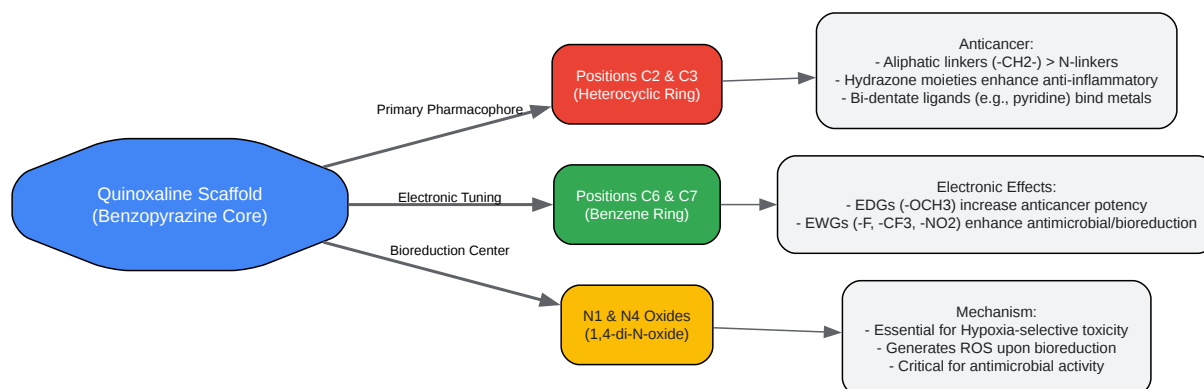 Quinoxaline Scaffold
(Benzopyrazine Core)
Primary Pharmacophore
Positions C2 & C3
(Heterocyclic Ring)
Anticancer:
- Aliphatic linkers (-CH2-) > N-linkers
- Hydrazone moieties enhance anti-inflammatory
- Bi-dentate ligands (e.g., pyridine) bind metals
Electronic Tuning
Positions C6 & C7
(Benzene Ring)
Electronic Effects:
- EDGs (-OCH3) increase anticancer potency
- EWGs (-F, -CF3, -NO2) enhance antimicrobial/bioreduction
Bioreduction Center
N1 & N4 Oxides
(1,4-di-N-oxide)
Mechanism:
- Essential for Hypoxia-selective toxicity
- Generates ROS upon bioreduction
- Critical for antimicrobial activity